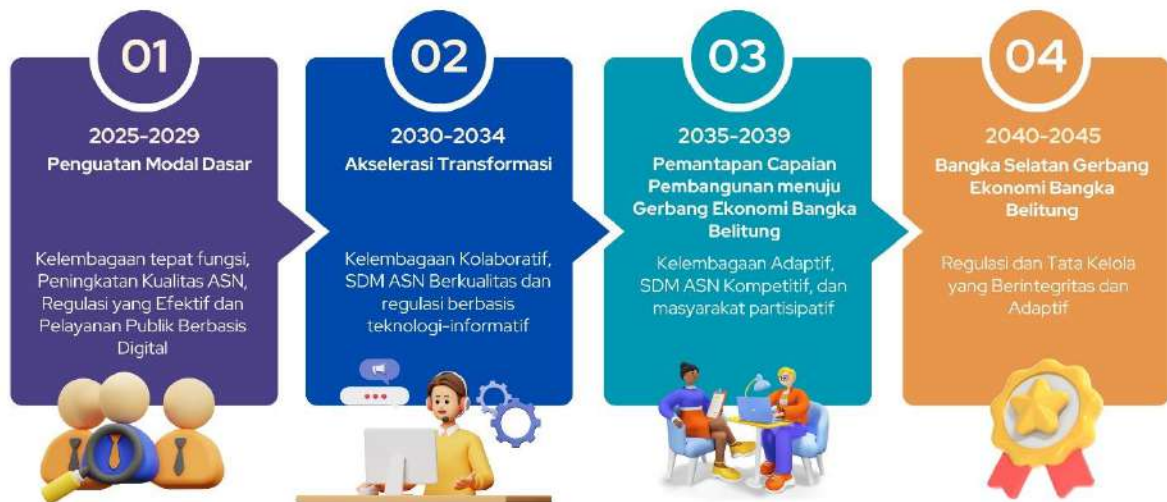 01
2025-2029
Penguatan Modal Dasar
Kelembagaan tepat fungsi,
Peningkatan Kualitas ASN,
Regulasi yang Efektif dan
Pelayanan Publik Berbasis
Digital
02
2030-2034
Akselerasi Transformasi
Kelembagaan Kolaboratif,
SDM ASN Berkualitas dan
regulasi berbasis
teknologi-informatif
03
2035-2039
Pemantapan Capaian
Pembangunan menuju
Gerbang Ekonomi Bangka
Belitung
Kelembagaan Adaptif,
SDM ASN Kompetitif, dan
masyarakat partisipatif
04
2040-2045
Bangka Selatan Gerbang
Ekonomi Bangka
Belitung
Regulasi dan Tata Kelola
yang Berintegritas dan
Adaptif